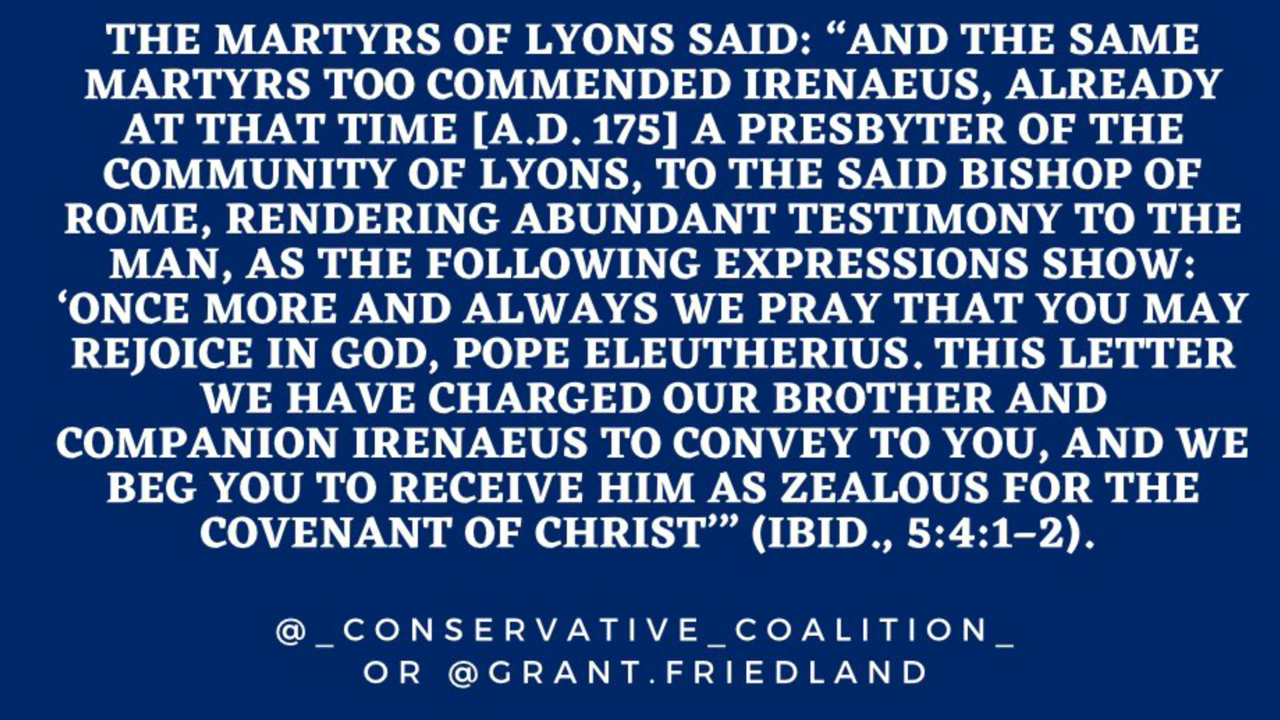 THE MARTYRS OF LYONS SAID: “AND THE SAME
MARTYRS TOO COMMENDED IRENAEUS, ALREADY
AT THAT TIME [A.D. 175] A PRESBYTER OF THE
COMMUNITY OF LYONS, TO THE SAID BISHOP OF
ROME, RENDERING ABUNDANT TESTIMONY TO THE
MAN, AS THE FOLLOWING EXPRESSIONS SHOW:
‘ONCE MORE AND ALWAYS WE PRAY THAT YOU MAY
REJOICE IN GOD, POPE ELEUTHERIUS. THIS LETTER
WE HAVE CHARGED OUR BROTHER AND
COMPANION IRENAEUS TO CONVEY TO YOU, AND WE
BEG YOU TO RECEIVE HIM AS ZEALOUS FOR THE
COVENANT OF CHRIST’” (IBID., 5:4:1–2).
@_CONSERVATIVE_COALITION_
OR @GRANT.FRIEDLAND